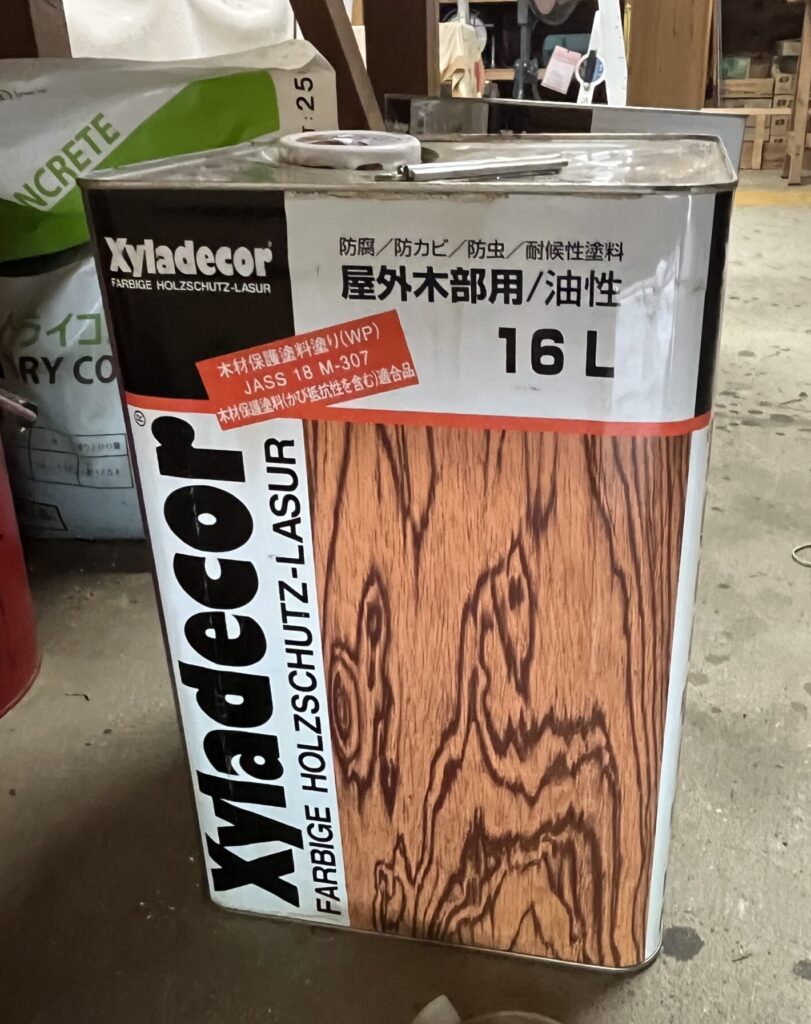 NCRETE
T:25
ライコ
RY CO
Xyladecor®
FARBIGE HOLZSCHUTZ-LASUR
防腐/防カビ/防虫/耐候性塗料
屋外木部用/油性
16 L
木材保護塗料塗り(WP)
JASS 18 M-307
木材保護塗料(かび抵抗性を含む)適合品
Xyladecor®
FARBIGE HOLZSCHUTZ-LASUR